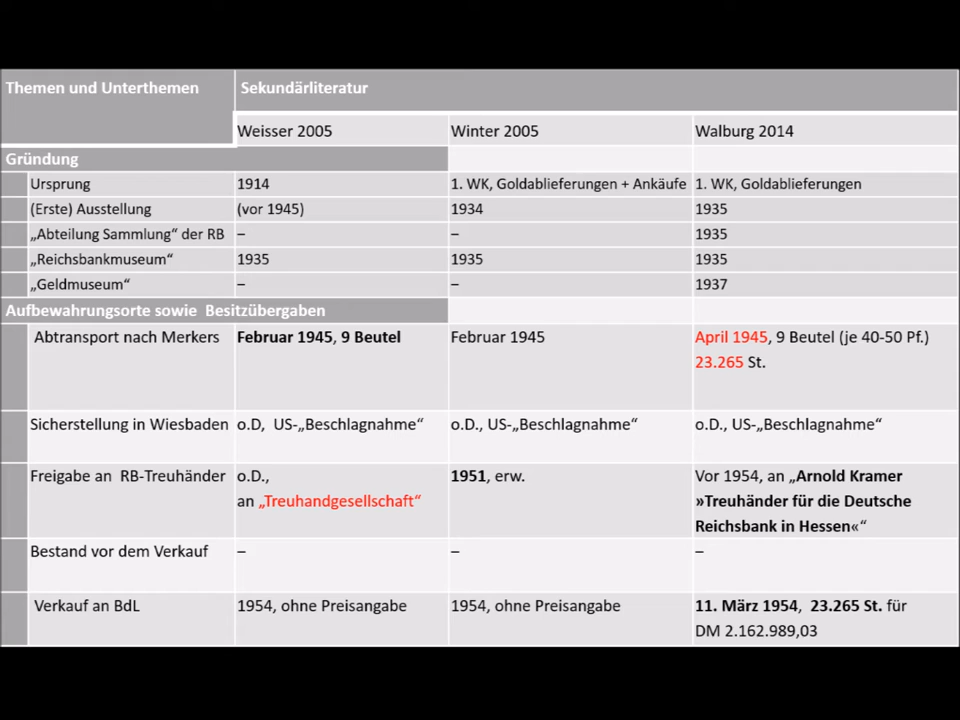 Themen und Unterthemen Sekundärliteratur
Weisser 2005 Winter 2005 Walburg 2014
Gründung
Ursprung 1914 1. WK, Goldablieferungen + Ankäufe 1. WK, Goldablieferungen
(Erste) Ausstellung (vor 1945) 1934 1935
„Abteilung Sammlung“ der RB – – 1935
„Reichsbankmuseum“ 1935 1935 1935
„Geldmuseum“ – – 1937
Aufbewahrungsorte sowie Besitzübergaben
Abtransport nach Merkers Februar 1945, 9 Beutel Februar 1945 April 1945, 9 Beutel (je 40-50 Pf.)
23.265 St.
Sicherstellung in Wiesbaden o.D, US-„Beschlagnahme“ o.D., US-„Beschlagnahme“ o.D., US-„Beschlagnahme“
Freigabe an RB-Treuhänder o.D., 1951, erw. Vor 1954, an „Arnold Kramer
an „Treuhandgesellschaft“ »Treuhänder für die Deutsche
Reichsbank in Hessen«“
Bestand vor dem Verkauf – – –
Verkauf an BdL 1954, ohne Preisangabe 1954, ohne Preisangabe 11. März 1954, 23.265 St. für
DM 2.162.989,03